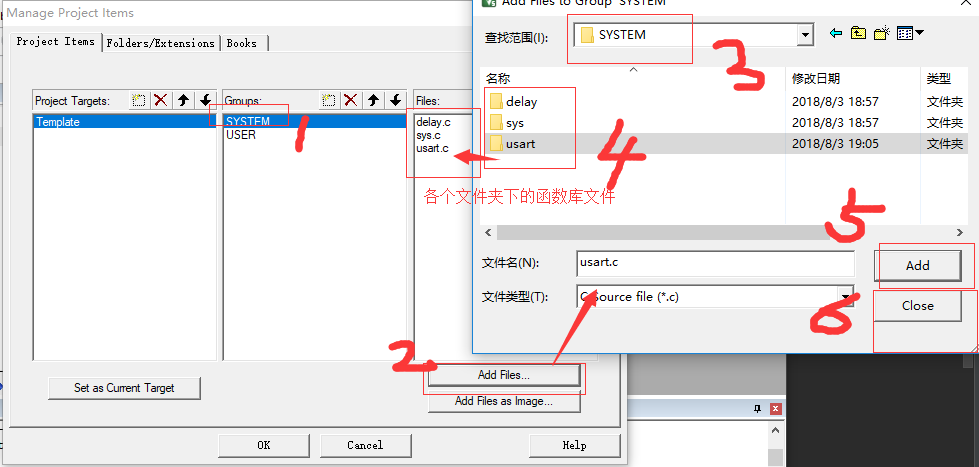 Manage Project Items
Project Items Folders/Extensions Books
Project Targets: Groups: Files:
Template
SYSTEM
USER
delay.c
sys.c
usart.c
1
2.
Set as Current Target
Add Files...
Add Files as Image...
OK Cancel Help
Add Files to Group 'SYSTEM'
查找范围(I): SYSTEM
3
名称 修改日期 类型
delay 2018/8/3 18:57 文件夹
sys 2018/8/3 18:57 文件夹
usart 2018/8/3 19:05 文件夹
4
各个文件夹下的函数库文件
5
文件名(N): usart.c Add
文件类型(T): C Source file (*.c)
6
Close